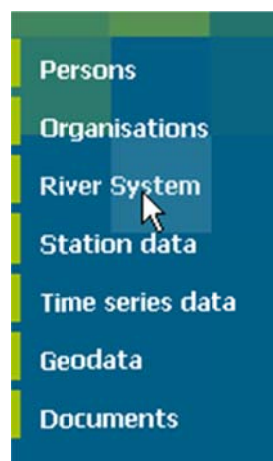 Persons
Organisations
River System
Station data
Time series data
Geodata
Documents